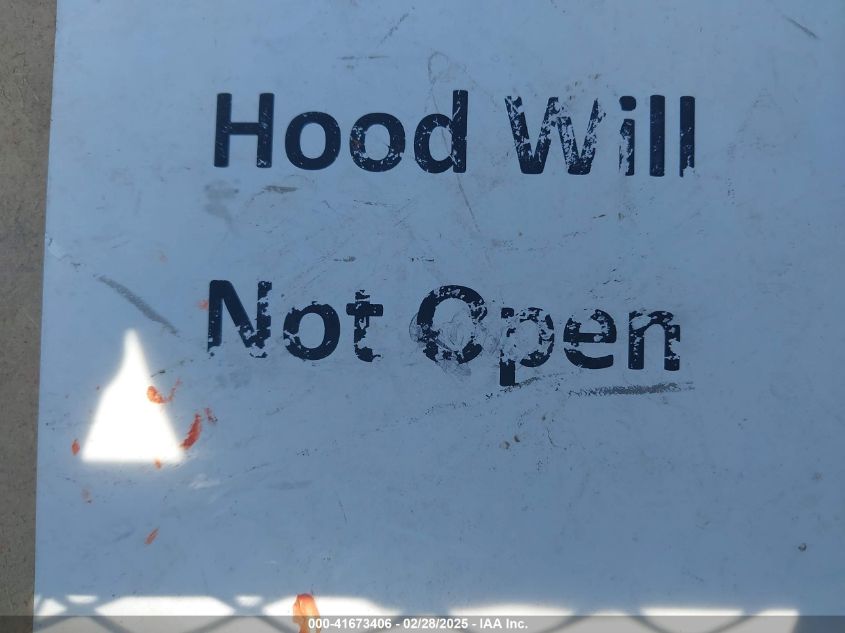 Hood Will
Not Open
000-41673406 - 02/28/2025 - IAA Inc.